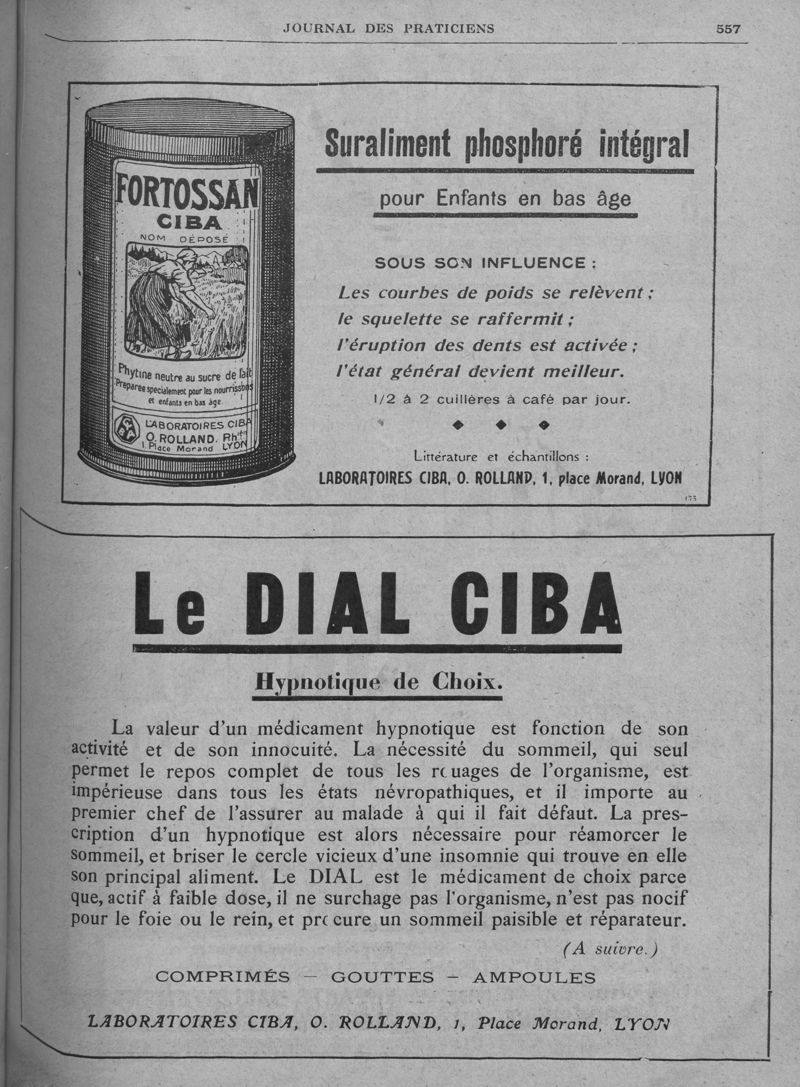 JOURNAL DES PRATICIENS 557
FORTOSSAN
CIBA
NOM DÉPOSÉ
Phytine neutre au sucre de lait
Préparée spécialement pour les nourrissons
et enfants en bas âge.
LABORATOIRES CIBA
O. ROLLAND. Phien
1 Place Morand LYON
Suraliment phosphoré intégral
pour Enfants en bas âge
SOUS SON INFLUENCE :
Les courbes de poids se relèvent ;
le squelette se raffermit ;
l'éruption des dents est activée ;
l'état général devient meilleur.
1/2 à 2 cuillères à café par jour.
Littérature et échantillons :
LABORATOIRES CIBA, O. ROLLAND, 1, place Morand, LYON
175
Le DIAL CIBA
Hypnotique de Choix.
La valeur d'un médicament hypnotique est fonction de son
activité et de son innocuité. La nécessité du sommeil, qui seul
permet le repos complet de tous les rouages de l'organisme, est
impérieuse dans tous les états névropathiques, et il importe au
premier chef de l'assurer au malade à qui il fait défaut. La pres-
cription d'un hypnotique est alors nécessaire pour réamorcer le
sommeil, et briser le cercle vicieux d'une insomnie qui trouve en elle
son principal aliment. Le DIAL est le médicament de choix parce
que, actif à faible dose, il ne surchage pas l'organisme, n'est pas nocif
pour le foie ou le rein, et procure un sommeil paisible et réparateur.
(A suivre.)
COMPRIMÉS — GOUTTES — AMPOULES
LABORATOIRES CIBA, O. ROLLAND, 1, Place Morand, LYON